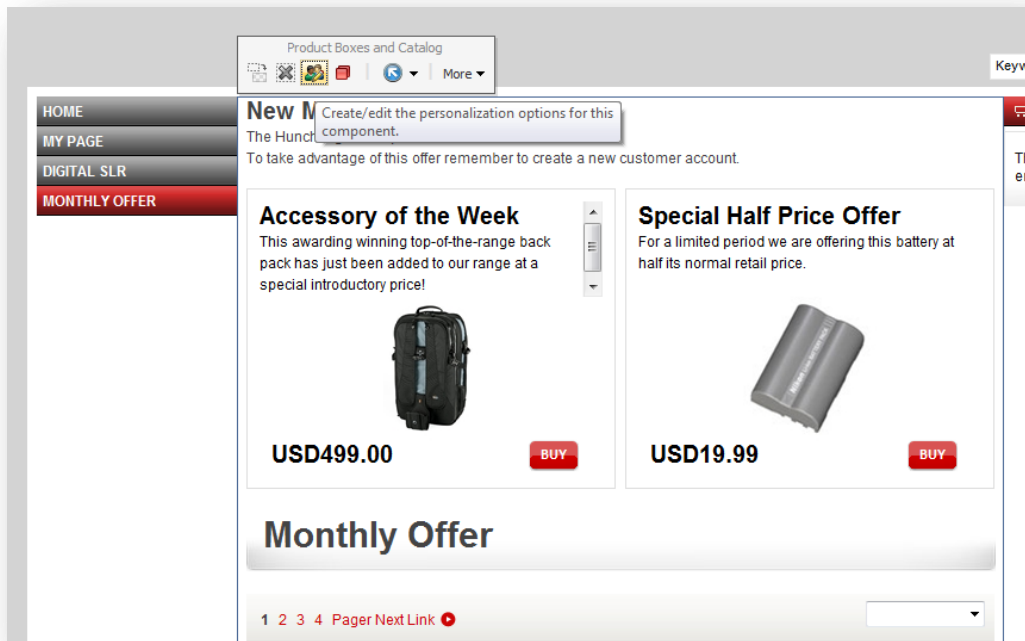 Product Boxes and Catalog
More
Create/edit the personalization options for this
component.
HOME
MY PAGE
DIGITAL SLR
MONTHLY OFFER
New
The Hunch
To take advantage of this offer remember to create a new customer account.
Accessory of the Week
This awarding winning top-of-the-range back
pack has just been added to our range at a
special introductory price!
USD499.00
BUY
Special Half Price Offer
For a limited period we are offering this battery at
half its normal retail price.
USD19.99
BUY
Monthly Offer
1 2 3 4 Pager Next Link